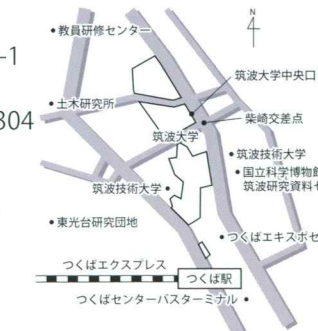 N
教員研修センター
-1
筑波大学中央口
土木研究所
304
柴崎交差点
筑波大学
筑波技術大学
国立科学博物館
筑波研究資料セ
筑波技術大学
東光台研究団地
つくばエキスポセ
つくばエクスプレス
つくば駅
つくばセンターバスターミナル